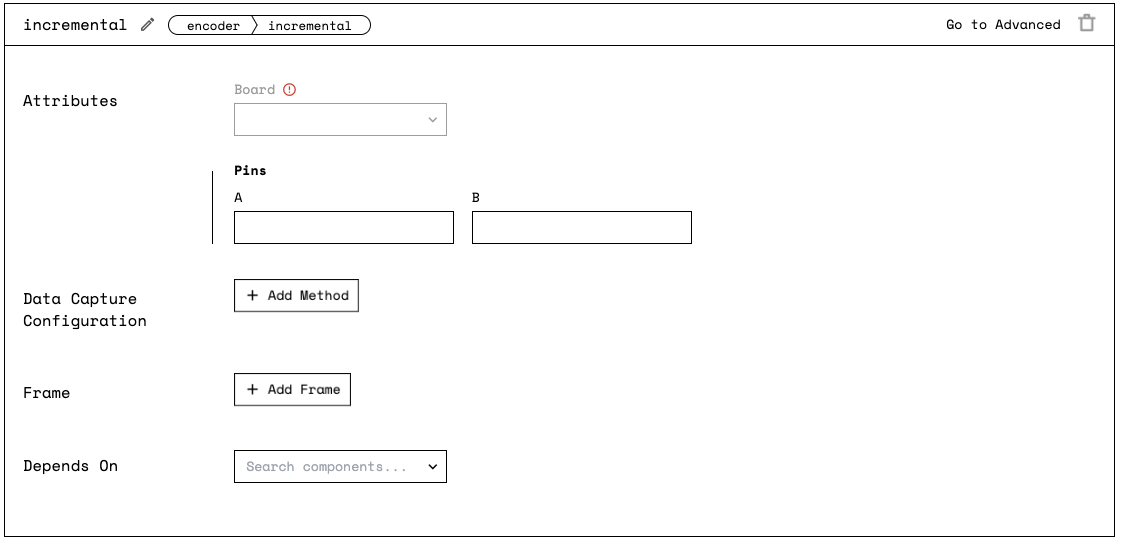 incremental encoder incremental Go to Advanced
Attributes
Board
Pins
A B
Data Capture
Configuration
+ Add Method
Frame
+ Add Frame
Depends On
Search components...